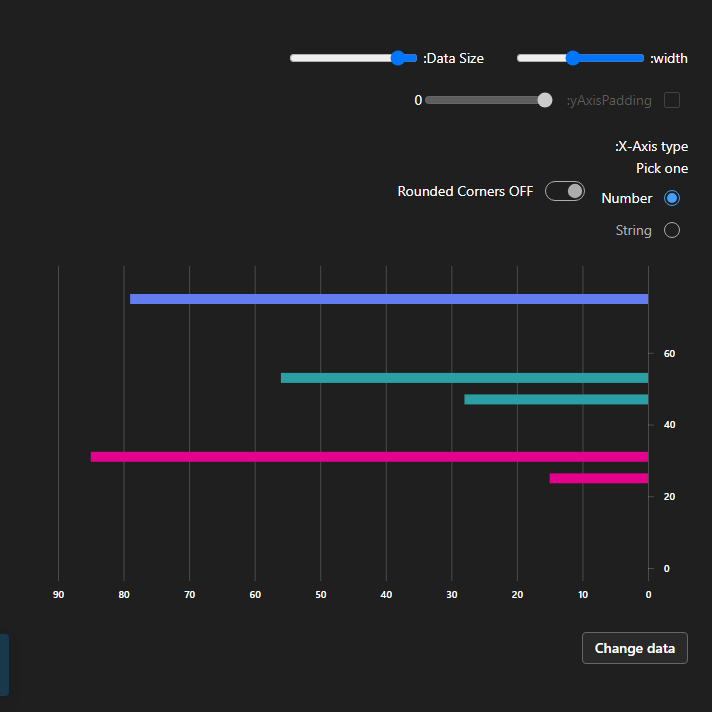 :width
:Data Size
:yAxisPadding
0
:X-Axis type
Pick one
Number
Rounded Corners OFF
String
60
40
20
0
90 80 70 60 50 40 30 20 10 0
Change data